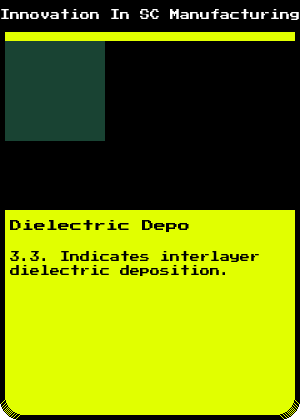 Innovation In SC Manufacturing
Dielectric Depo
3.3. Indicates interlayer
dielectric deposition.